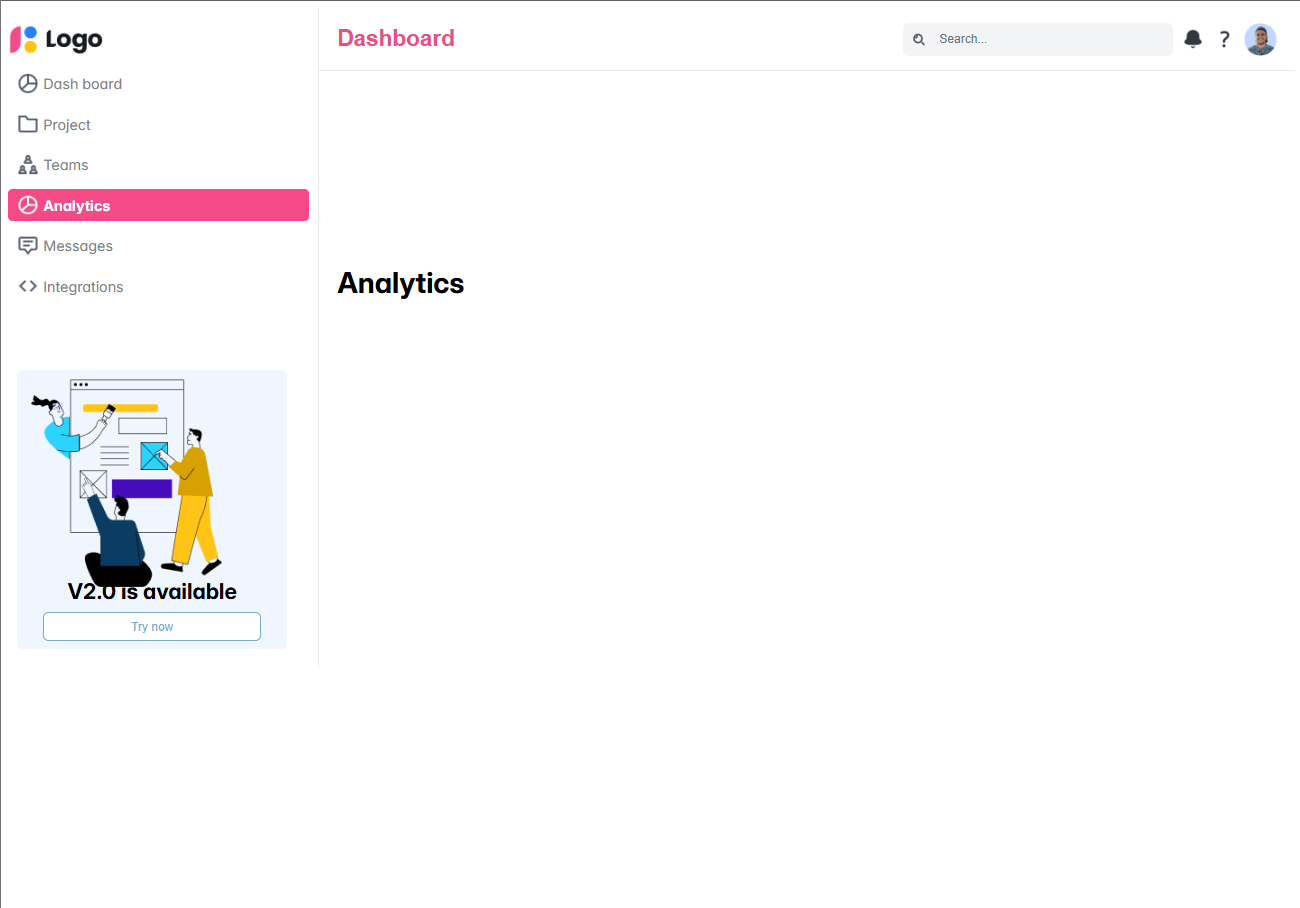 Logo
Dash board
Project
Teams
Analytics
Messages
Integrations
V2.0 is available
Try now
Dashboard
Search...
Analytics